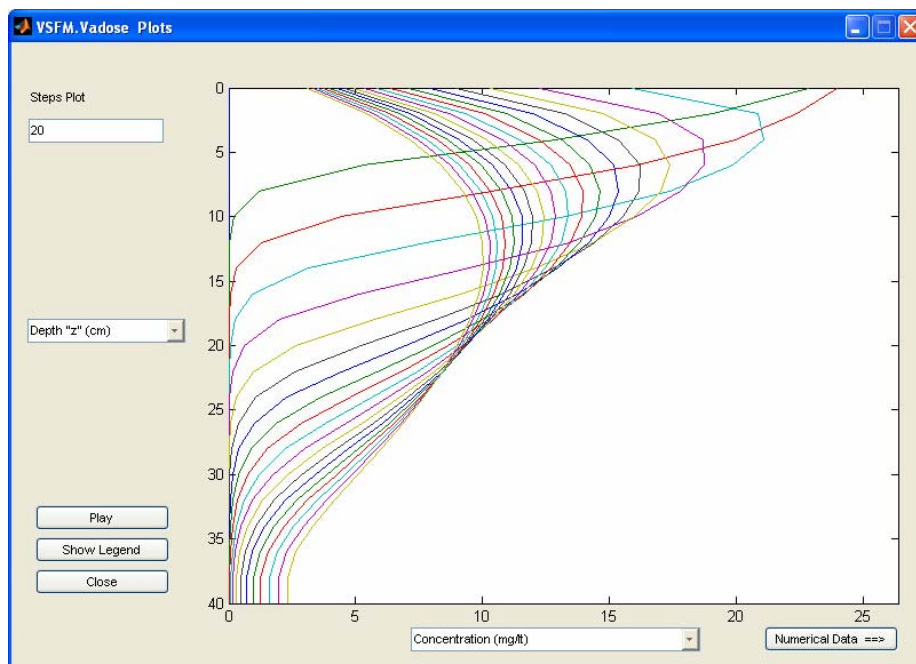 VSFM.Vadose Plots
Steps Plot
20
Depth "z" (cm)
Play
Show Legend
Close
0
5
10
15
20
25
30
35
40
0 5 10 15 20 25
Concentration (mg/lt)
Numerical Data ==>